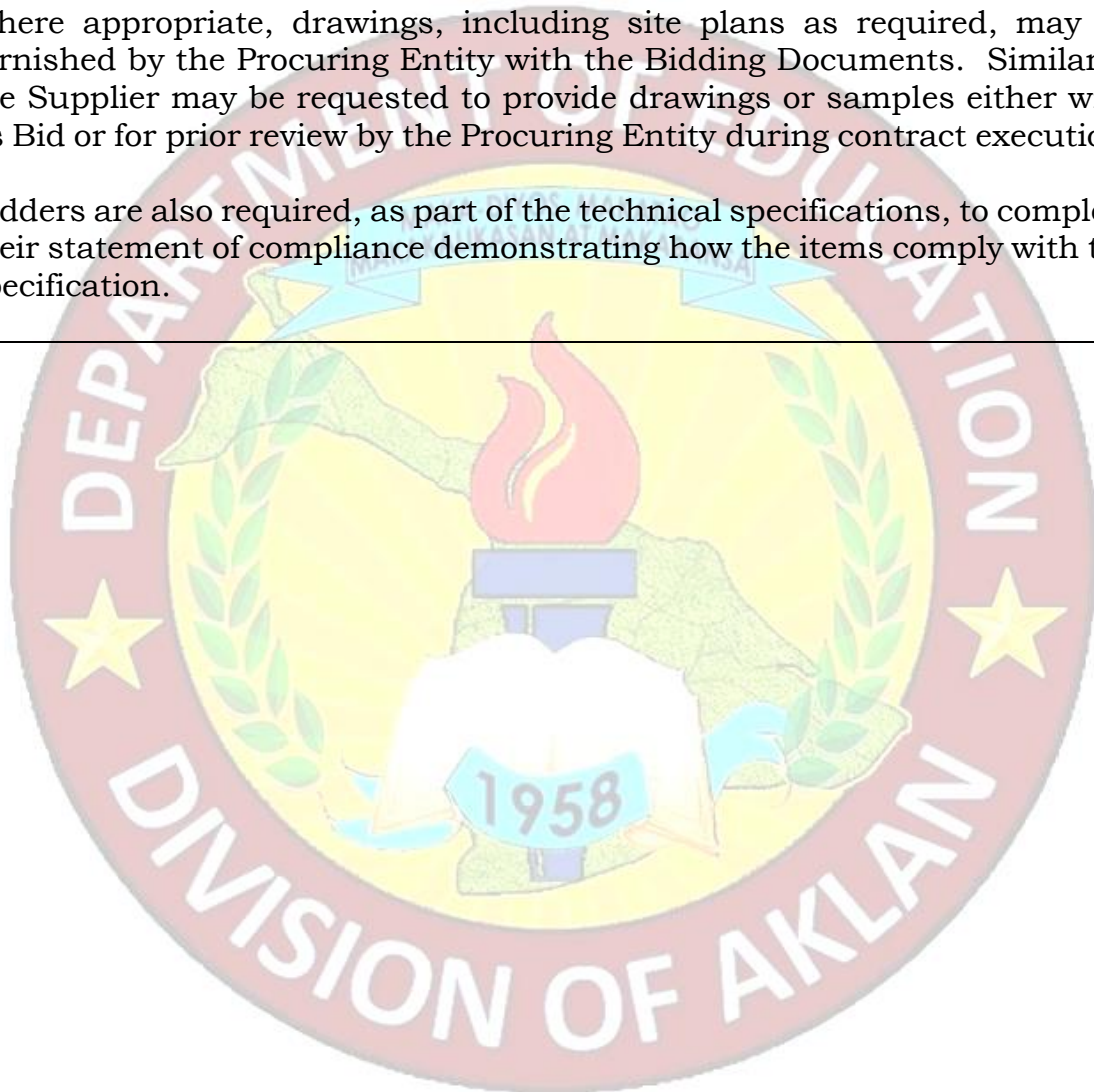 here appropriate, drawings, including site plans as required, may
rnished by the Procuring Entity with the Bidding Documents. Similar
e Supplier may be requested to provide drawings or samples either wi
s Bid or for prior review by the Procuring Entity during contract executio
dders are also required, as part of the technical specifications, to comple
eir statement of compliance demonstrating how the items comply with t
pecification.
DEPARTMENT OF EDUCATION
1958
DIVISION OF AKLAN